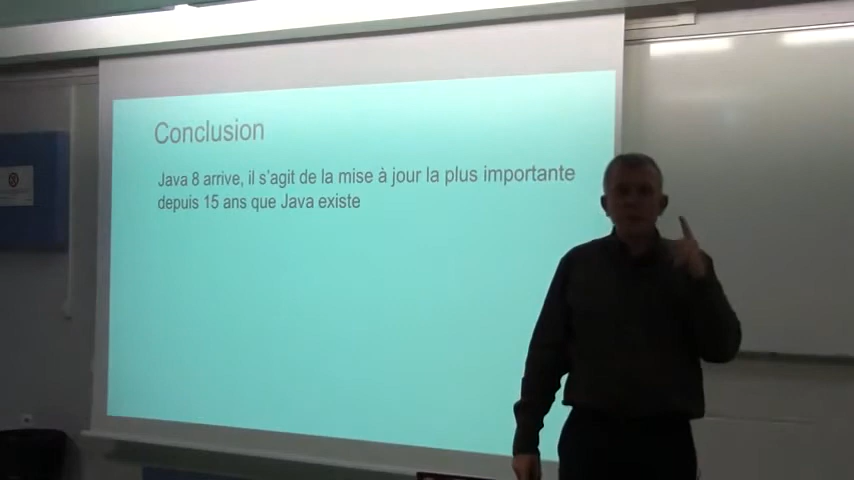 Conclusion
Java 8 arrive, il s'agit de la mise à jour la plus importante
depuis 15 ans que Java existe